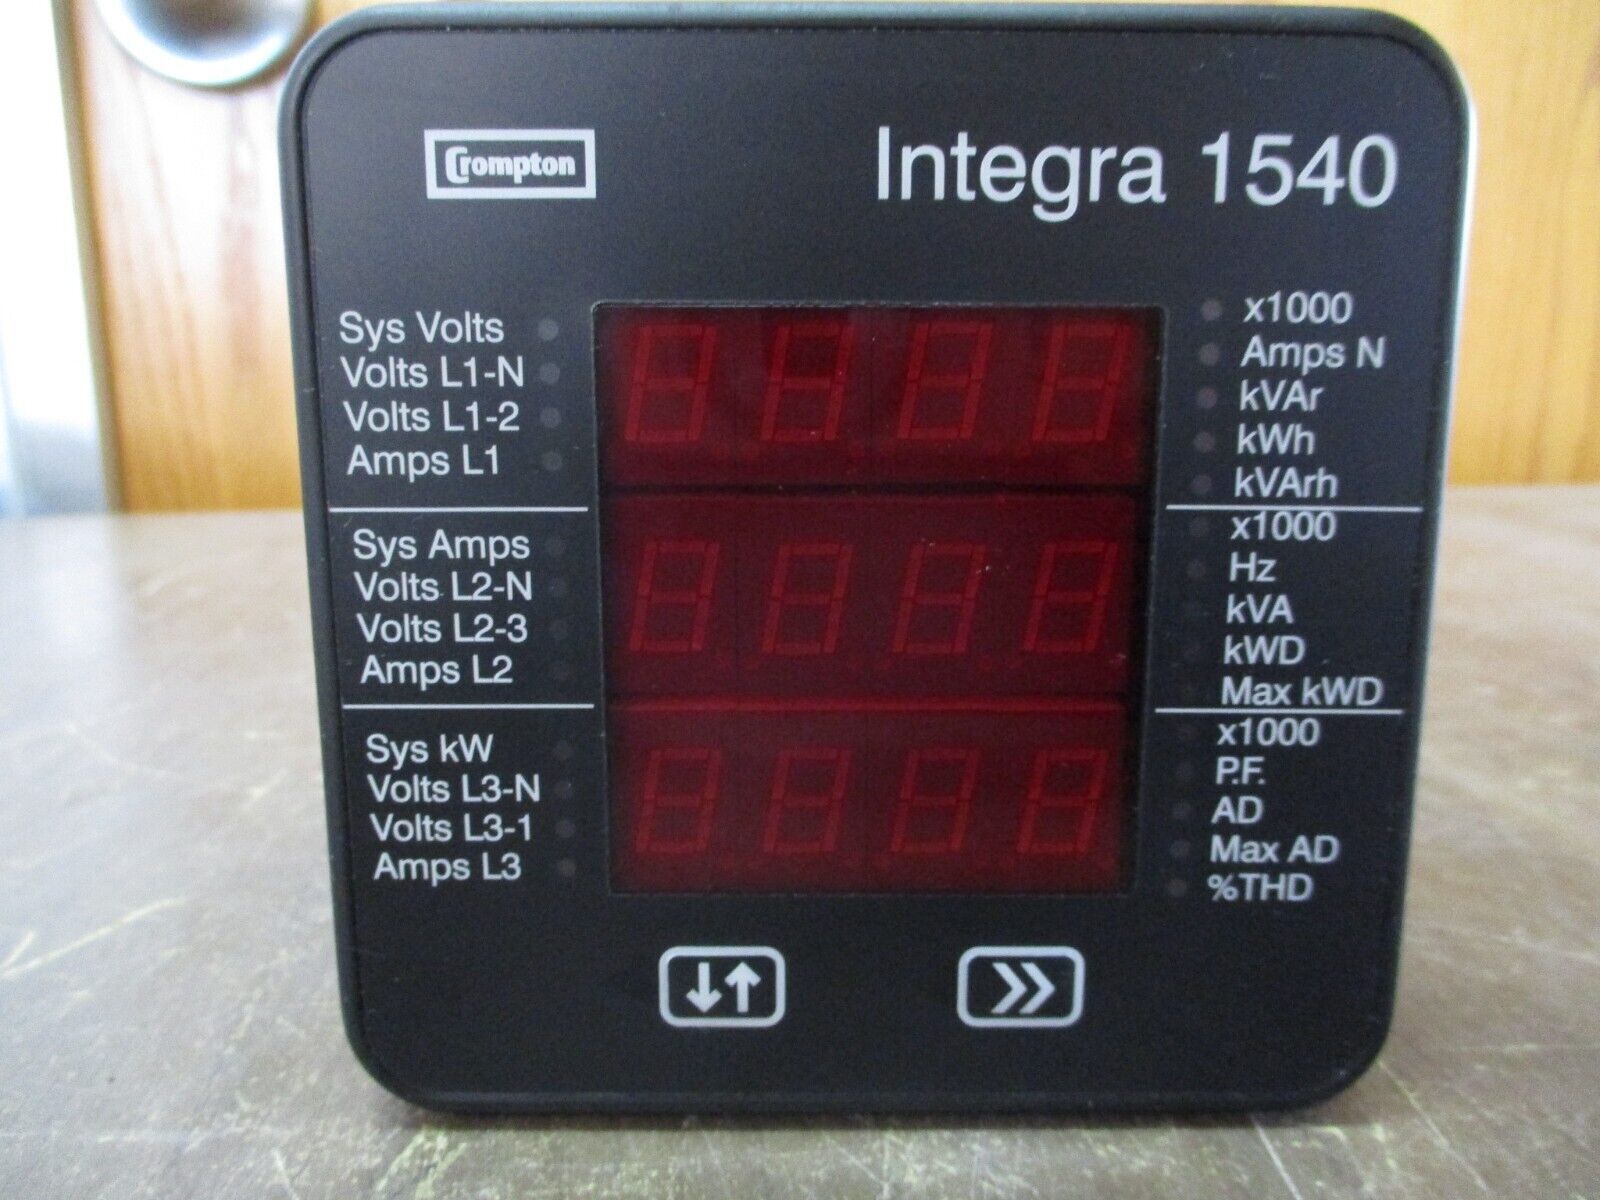 Crompton
Integra 1540
Sys Volts
Volts L1-N
Volts L1-2
Amps L1
Sys Amps
Volts L2-N
Volts L2-3
Amps L2
Sys kW
Volts L3-N
Volts L3-1
Amps L3
x1000
Amps N
kVAr
kWh
kVArh
x1000
Hz
kVA
kWD
Max kWD
x1000
P.F.
AD
Max AD
%THD